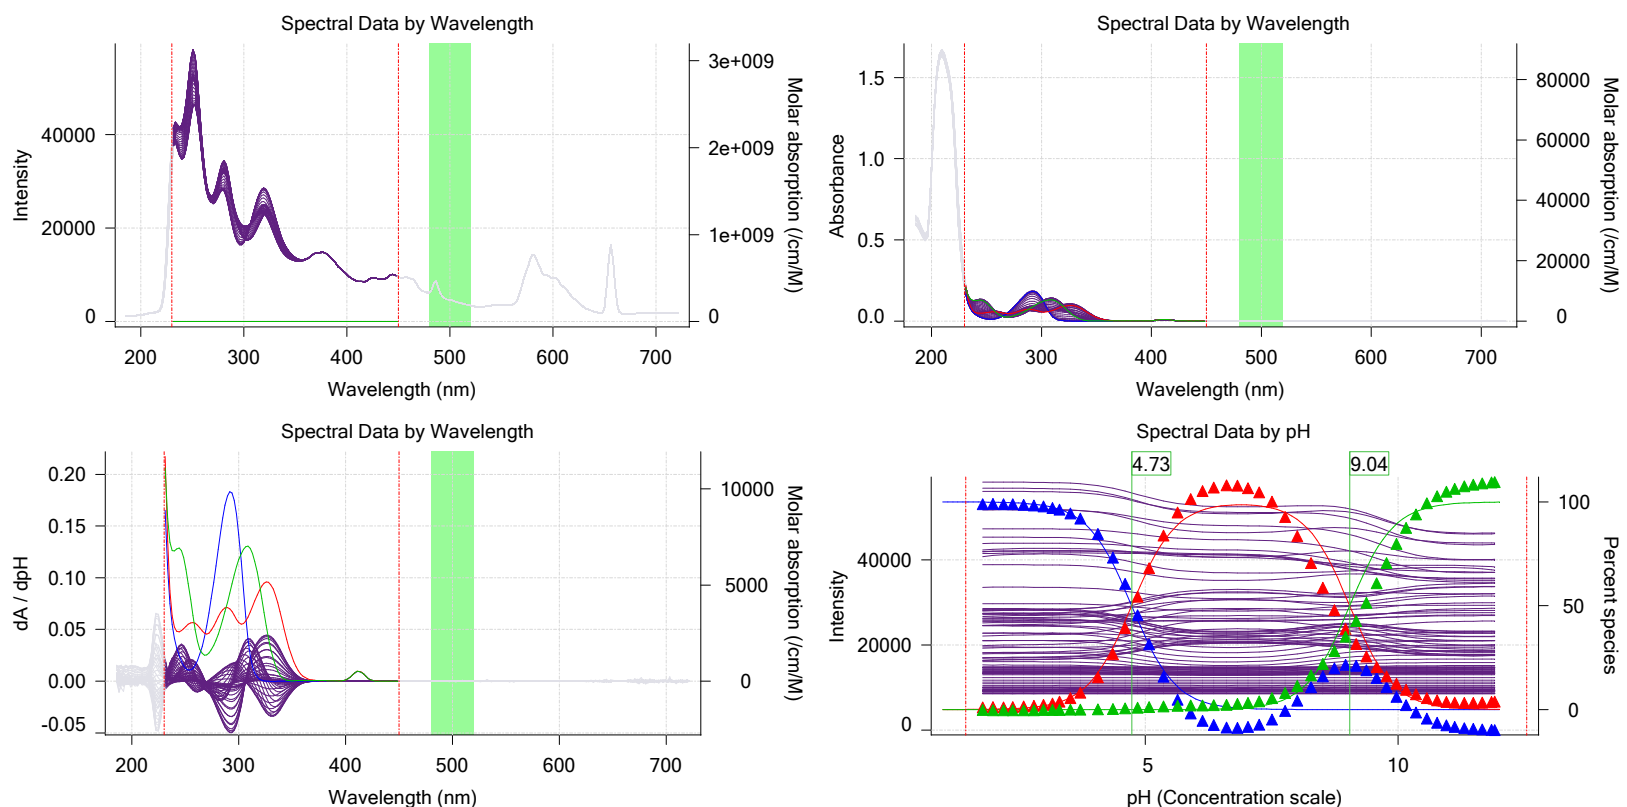 Spectral Data by Wavelength
Intensity
40000
20000
0
3e+009
2e+009
1e+009
0
Molar absorption (/cm/M)
200 300 400 500 600 700
Wavelength (nm)
Spectral Data by Wavelength
Absorbance
1.5
1.0
0.5
0.0
80000
60000
40000
20000
0
Molar absorption (/cm/M)
200 300 400 500 600 700
Wavelength (nm)
Spectral Data by Wavelength
dA / dpH
0.20
0.15
0.10
0.05
0.00
-0.05
10000
5000
0
Molar absorption (/cm/M)
200 300 400 500 600 700
Wavelength (nm)
Spectral Data by pH
4.73 9.04
Intensity
40000
20000
0
100
50
0
Percent species
5 10
pH (Concentration scale)